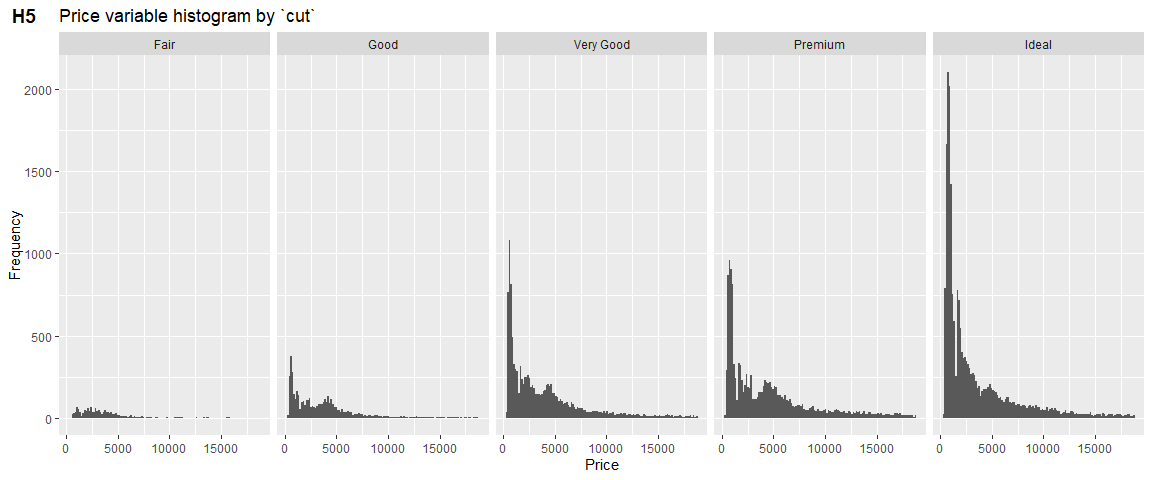 H5 Price variable histogram by `cut`
Fair Good Very Good Premium Ideal
2000
1500
1000
500
0
Frequency
0 5000 10000 15000 0 5000 10000 15000 0 5000 10000 15000 0 5000 10000 15000 0 5000 10000 15000
Price